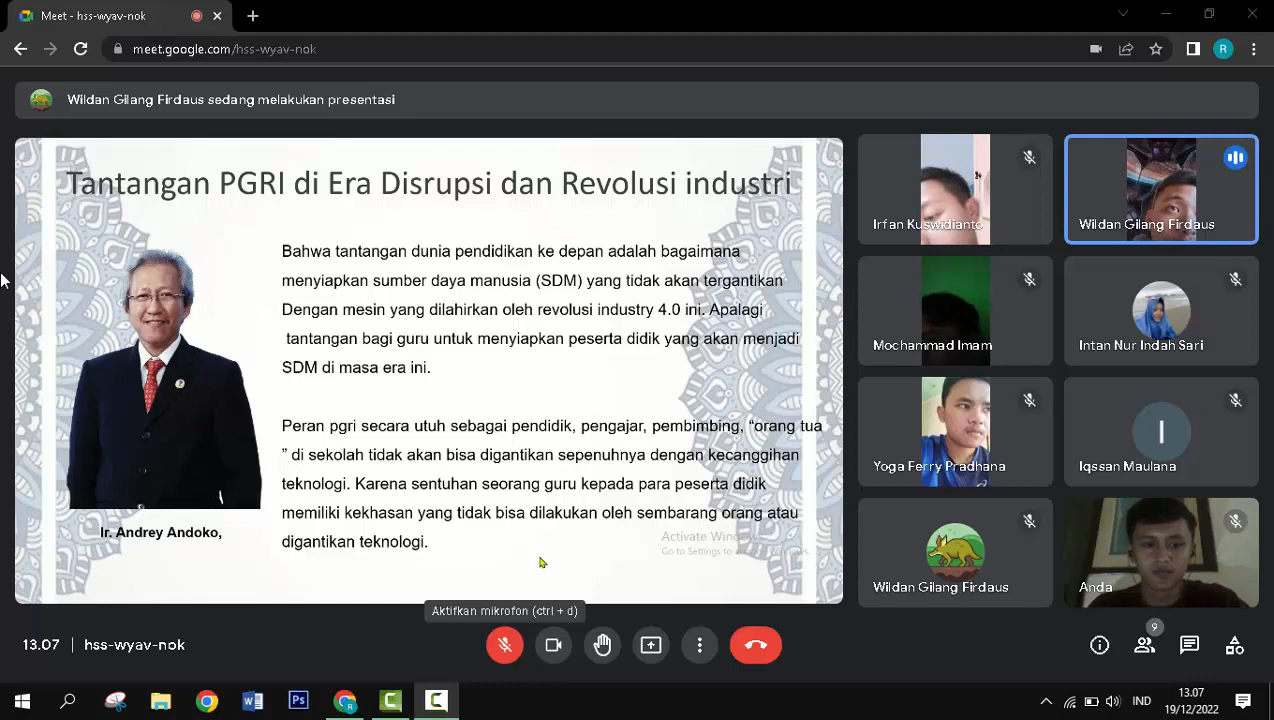 Meet - hss-wyav-nok
meet.google.com/hss-wyav-nok
R
Wildan Gilang Firdaus sedang melakukan presentasi
Tantangan PGRI di Era Disrupsi dan Revolusi industri
Bahwa tantangan dunia pendidikan ke depan adalah bagaimana
menyiapkan sumber daya manusia (SDM) yang tidak akan tergantikan
Dengan mesin yang dilahirkan oleh revolusi industry 4.0 ini. Apalagi
tantangan bagi guru untuk menyiapkan peserta didik yang akan menjadi
SDM di masa era ini.
Peran pgri secara utuh sebagai pendidik, pengajar, pembimbing, “orang tua
” di sekolah tidak akan bisa digantikan sepenuhnya dengan kecanggihan
teknologi. Karena sentuhan seorang guru kepada para peserta didik
memiliki kekhasan yang tidak bisa dilakukan oleh sembarang orang atau
digantikan teknologi.
Ir. Andrey Andoko,
Activate Windows
Go to Settings to activate Windows.
Irfan Kuswidianto
Wildan Gilang Firdaus
Mochammad Imam
Intan Nur Indah Sari
Yoga Ferry Pradhana
I
Iqssan Maulana
Wildan Gilang Firdaus
Anda
Aktifkan mikrofon (ctrl + d)
13.07
hss-wyav-nok
9
W
Ps
R
C
C
IND
13.07
19/12/2022